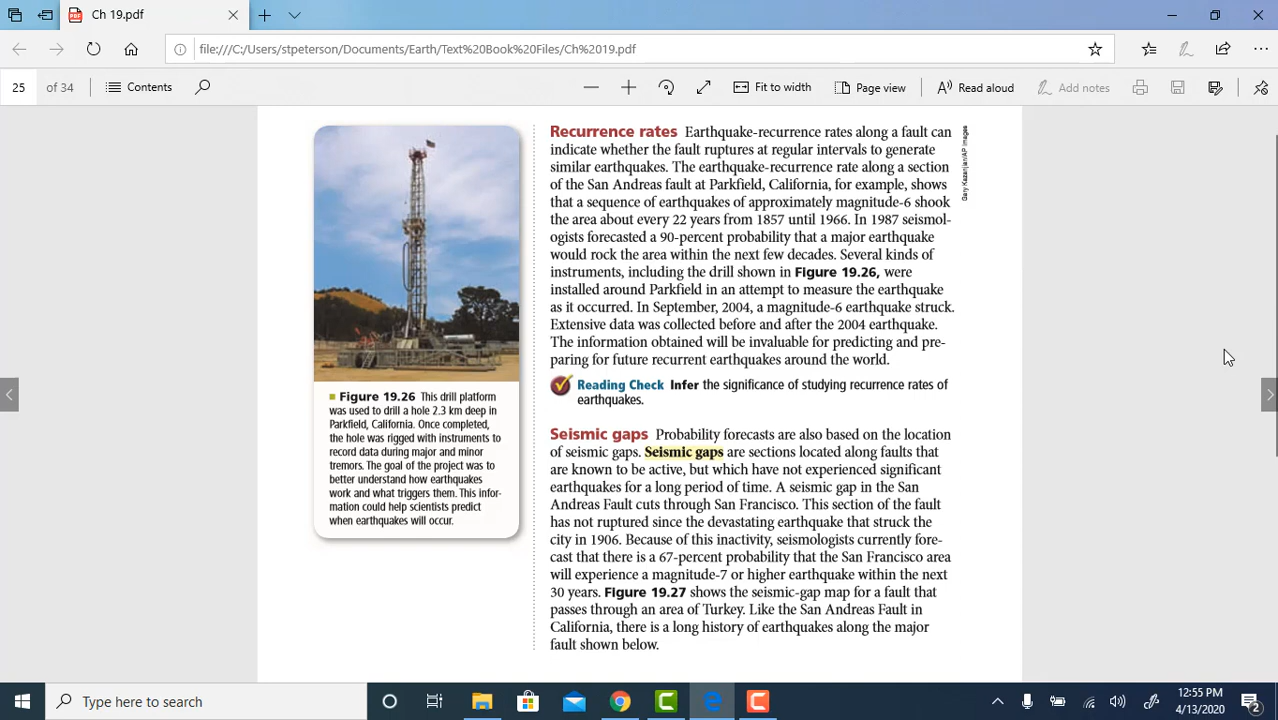 Ch 19.pdf
PDF
file:///C:/Users/stpeterson/Documents/Earth/Text%20Book%20Files/Ch%2019.pdf
25 of 34
Contents
Fit to width
Page view
Read aloud
Add notes
Recurrence rates Earthquake-recurrence rates along a fault can
indicate whether the fault ruptures at regular intervals to generate
similar earthquakes. The earthquake-recurrence rate along a section
of the San Andreas fault at Parkfield, California, for example, shows
that a sequence of earthquakes of approximately magnitude-6 shook
the area about every 22 years from 1857 until 1966. In 1987 seismol-
ogists forecasted a 90-percent probability that a major earthquake
would rock the area within the next few decades. Several kinds of
instruments, including the drill shown in Figure 19.26, were
installed around Parkfield in an attempt to measure the earthquake
as it occurred. In September, 2004, a magnitude-6 earthquake struck.
Extensive data was collected before and after the 2004 earthquake.
The information obtained will be invaluable for predicting and pre-
paring for future recurrent earthquakes around the world.
Gary Kazanjian/AP Images
Reading Check Infer the significance of studying recurrence rates of
earthquakes.
Figure 19.26 This drill platform
was used to drill a hole 2.3 km deep in
Parkfield, California. Once completed,
the hole was rigged with instruments to
record data during major and minor
tremors. The goal of the project was to
better understand how earthquakes
work and what triggers them. This infor-
mation could help scientists predict
when earthquakes will occur.
Seismic gaps Probability forecasts are also based on the location
of seismic gaps. Seismic gaps are sections located along faults that
are known to be active, but which have not experienced significant
earthquakes for a long period of time. A seismic gap in the San
Andreas Fault cuts through San Francisco. This section of the fault
has not ruptured since the devastating earthquake that struck the
city in 1906. Because of this inactivity, seismologists currently fore-
cast that there is a 67-percent probability that the San Francisco area
will experience a magnitude-7 or higher earthquake within the next
30 years. Figure 19.27 shows the seismic-gap map for a fault that
passes through an area of Turkey. Like the San Andreas Fault in
California, there is a long history of earthquakes along the major
fault shown below.
Type here to search
12:55 PM
4/13/2020
2